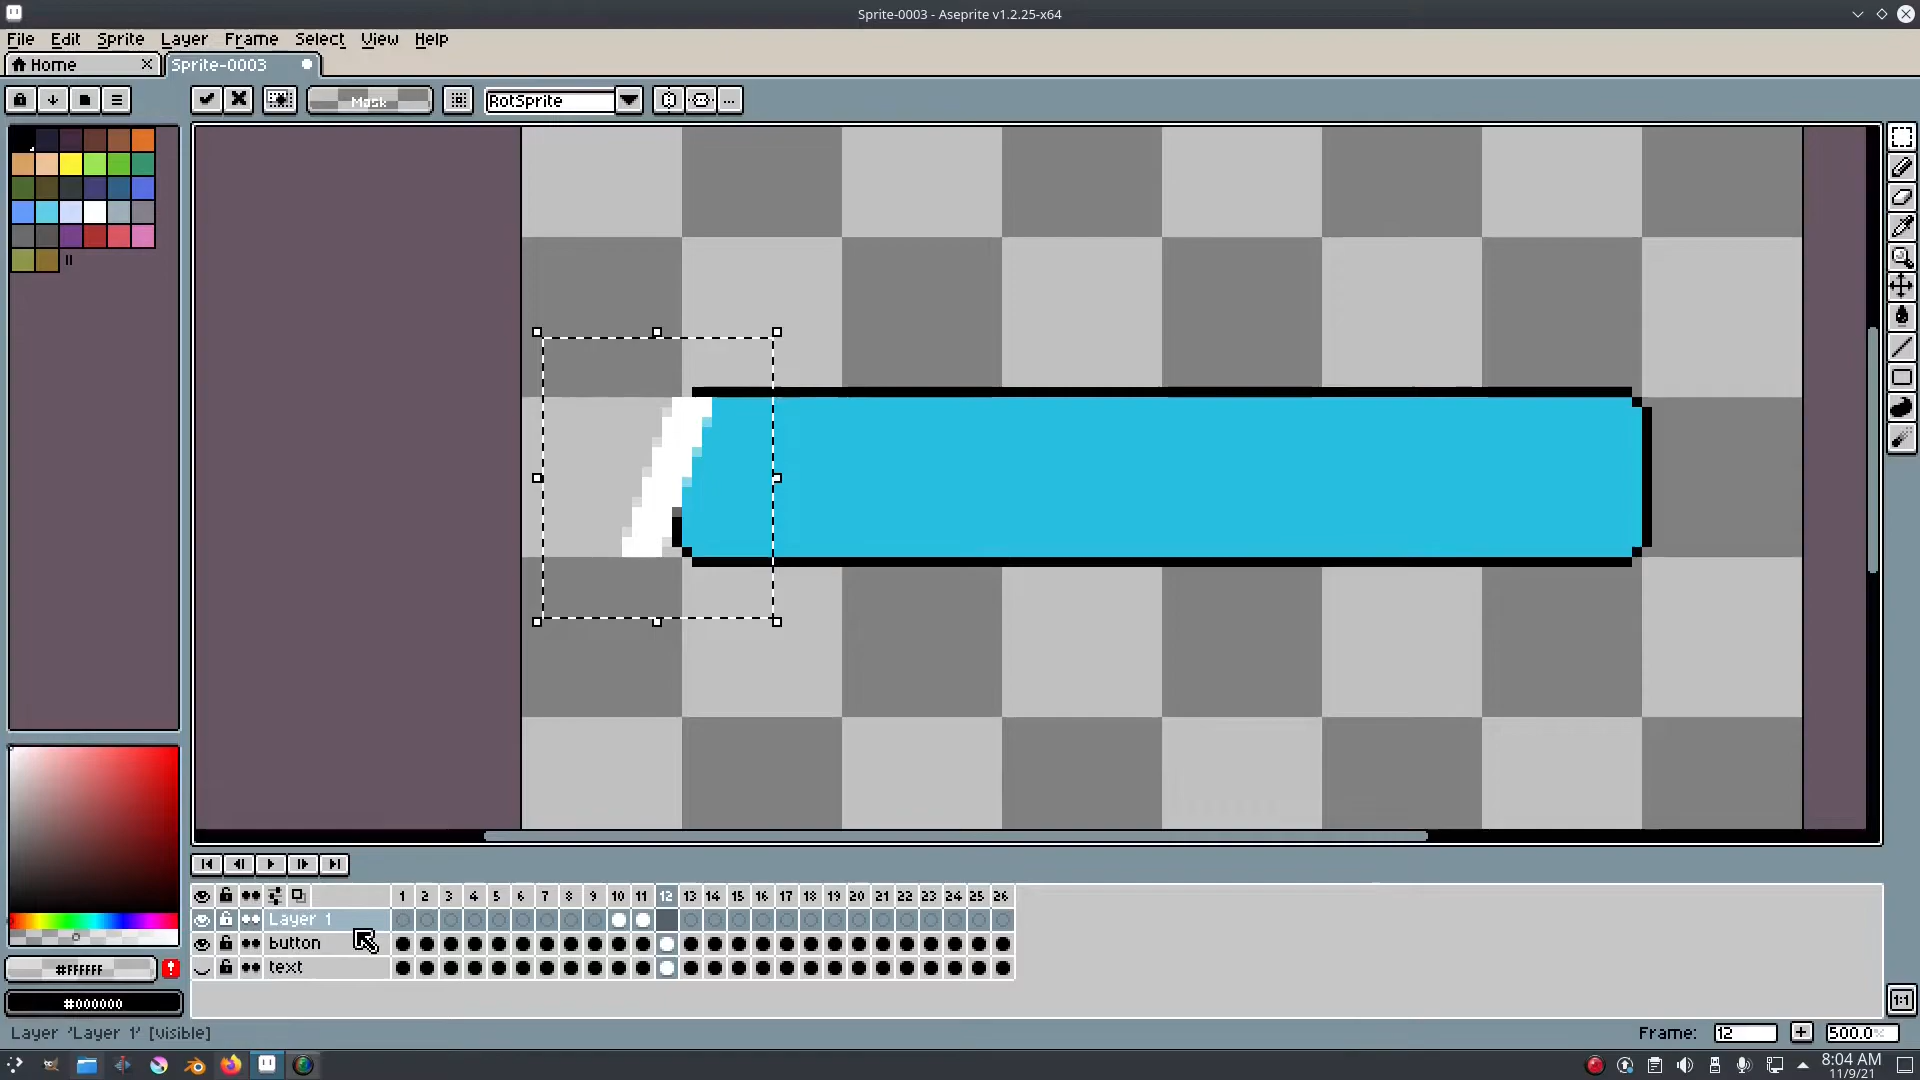 Sprite-0003 - Aseprite v1.2.25-x64
File Edit Sprite Layer Frame Select View Help
Home Sprite-0003
Mask RotSprite
1 2 3 4 5 6 7 8 9 10 11 12 13 14 15 16 17 18 19 20 21 22 23 24 25 26
Layer 1
button
text
#FFFFFF
#000000
1:1
Layer 'Layer 1' [visible] Frame: 12 500.0%
8:04 AM
11/9/21